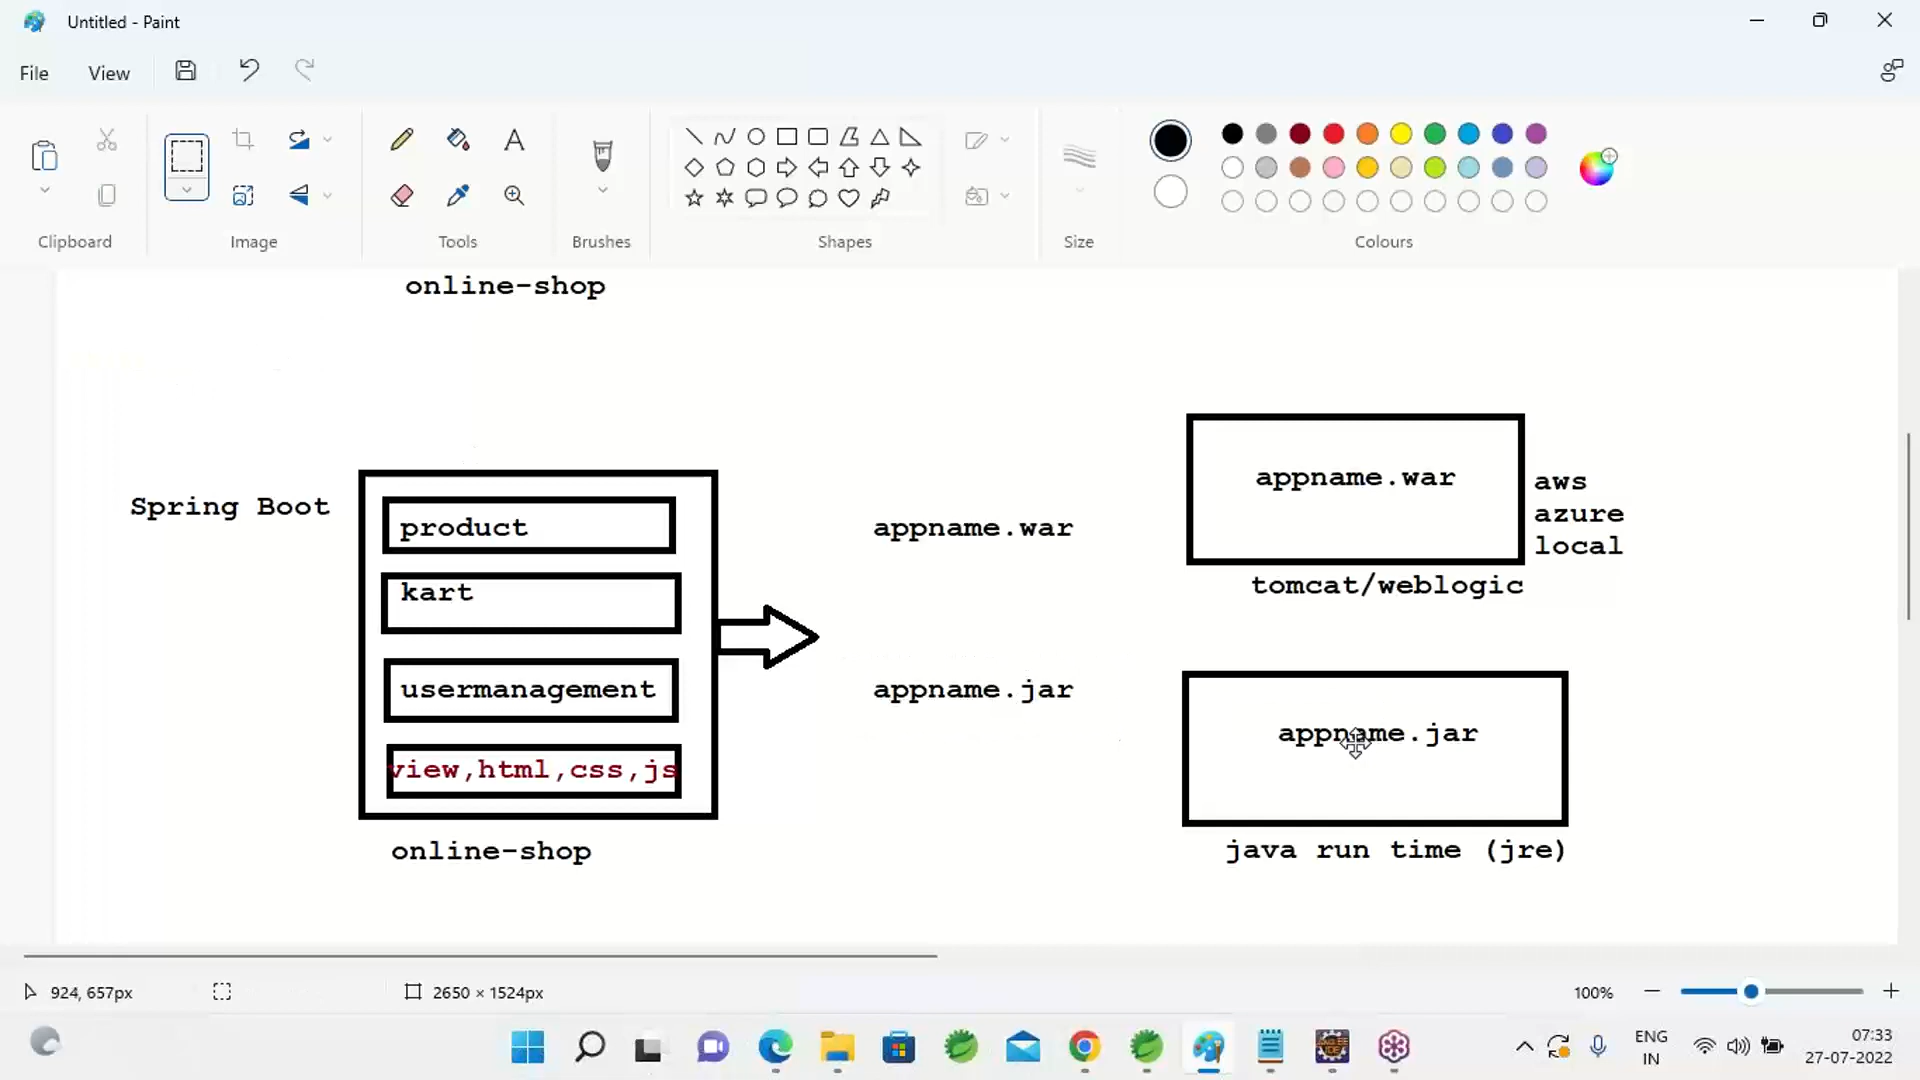 Untitled - Paint
File
View
Clipboard
Image
Tools
Brushes
Shapes
Size
Colours
online-shop
Spring Boot
product
kart
usermanagement
view,html,css,js
online-shop
appname.war
appname.jar
appname.war
aws
azure
local
tomcat/weblogic
appname.jar
java run time (jre)
924, 657px
2650 × 1524px
100%
ENG
IN
07:33
27-07-2022